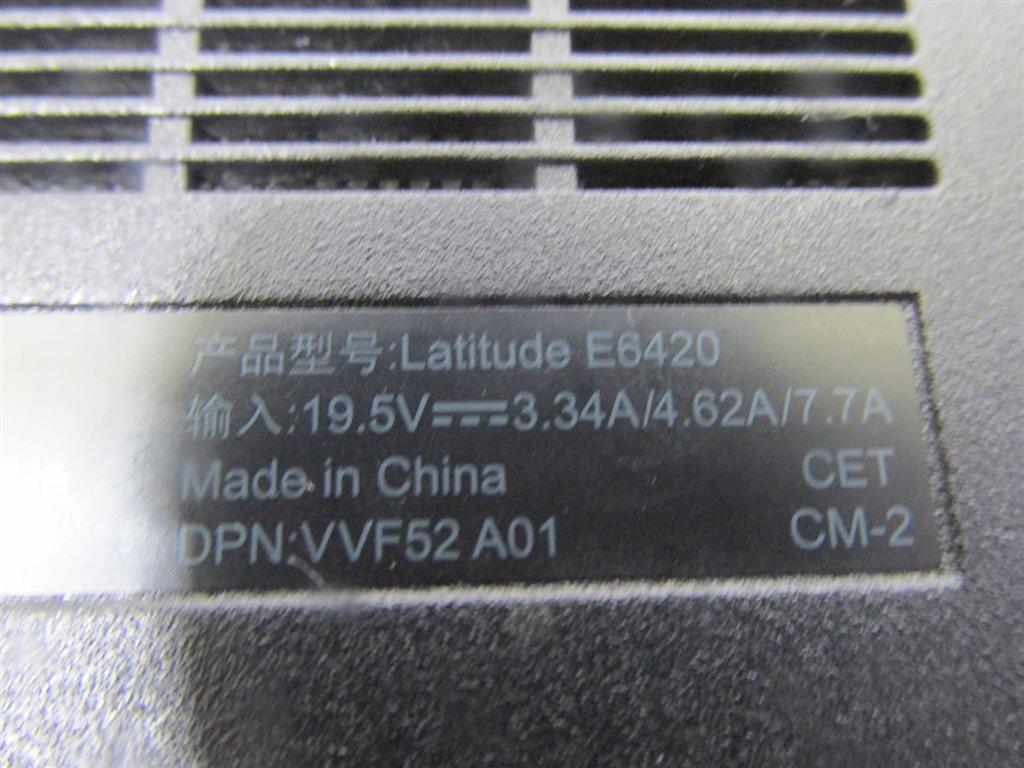 产品型号:Latitude E6420
输入:19.5V⎓3.34A/4.62A/7.7A
Made in China CET
DPN:VVF52 A01 CM-2